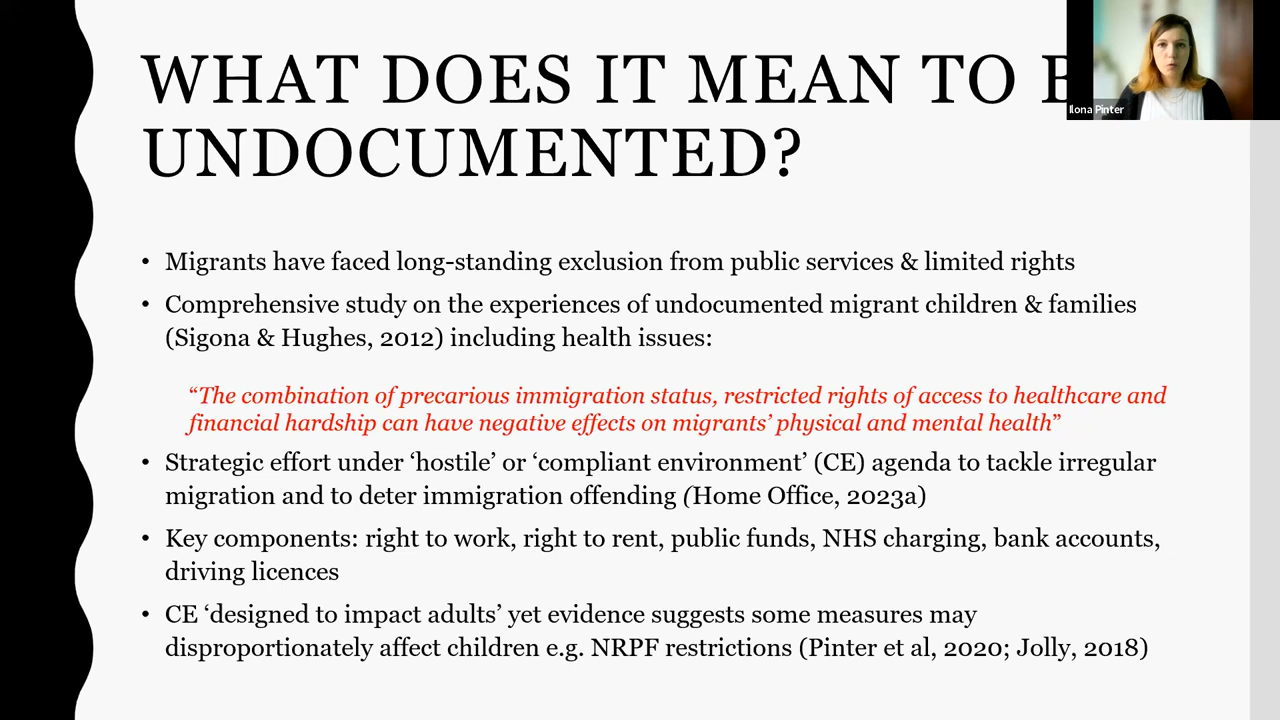 WHAT DOES IT MEAN TO B
UNDOCUMENTED?
Ilona Pinter
• Migrants have faced long-standing exclusion from public services & limited rights
• Comprehensive study on the experiences of undocumented migrant children & families
(Sigona & Hughes, 2012) including health issues:
“The combination of precarious immigration status, restricted rights of access to healthcare and
financial hardship can have negative effects on migrants’ physical and mental health”
• Strategic effort under ‘hostile’ or ‘compliant environment’ (CE) agenda to tackle irregular
migration and to deter immigration offending (Home Office, 2023a)
• Key components: right to work, right to rent, public funds, NHS charging, bank accounts,
driving licences
• CE ‘designed to impact adults’ yet evidence suggests some measures may
disproportionately affect children e.g. NRPF restrictions (Pinter et al, 2020; Jolly, 2018)